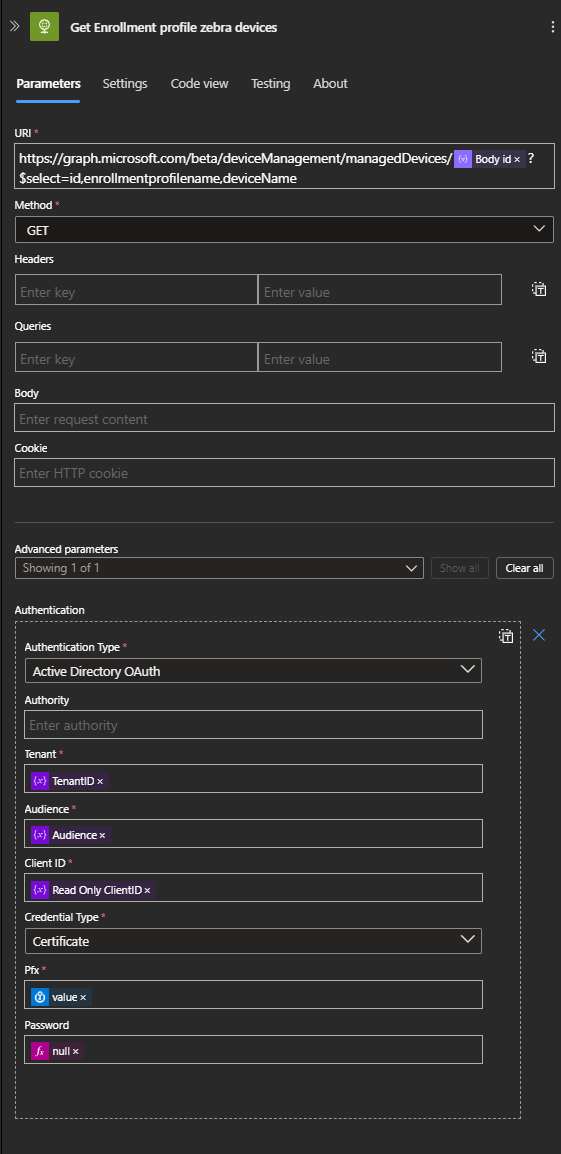 Get Enrollment profile zebra devices
Parameters Settings Code view Testing About
URI *
https://graph.microsoft.com/beta/deviceManagement/managedDevices/ {v} Body id × ?
$select=id,enrollmentprofilename,deviceName
Method *
GET
Headers
Enter key Enter value
Queries
Enter key Enter value
Body
Enter request content
Cookie
Enter HTTP cookie
Advanced parameters
Showing 1 of 1 Show all Clear all
Authentication
Authentication Type *
Active Directory OAuth
Authority
Enter authority
Tenant *
{x} TenantID ×
Audience *
{x} Audience ×
Client ID *
{x} Read Only ClientID ×
Credential Type *
Certificate
Pfx *
value ×
Password
fx null ×